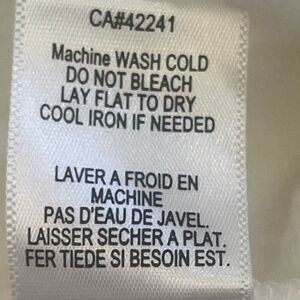 CA#42241
Machine WASH COLD
DO NOT BLEACH
LAY FLAT TO DRY
COOL IRON IF NEEDED
LAVER A FROID EN
MACHINE
PAS D'EAU DE JAVEL.
LAISSER SECHER A PLAT.
FER TIEDE SI BESOIN EST.